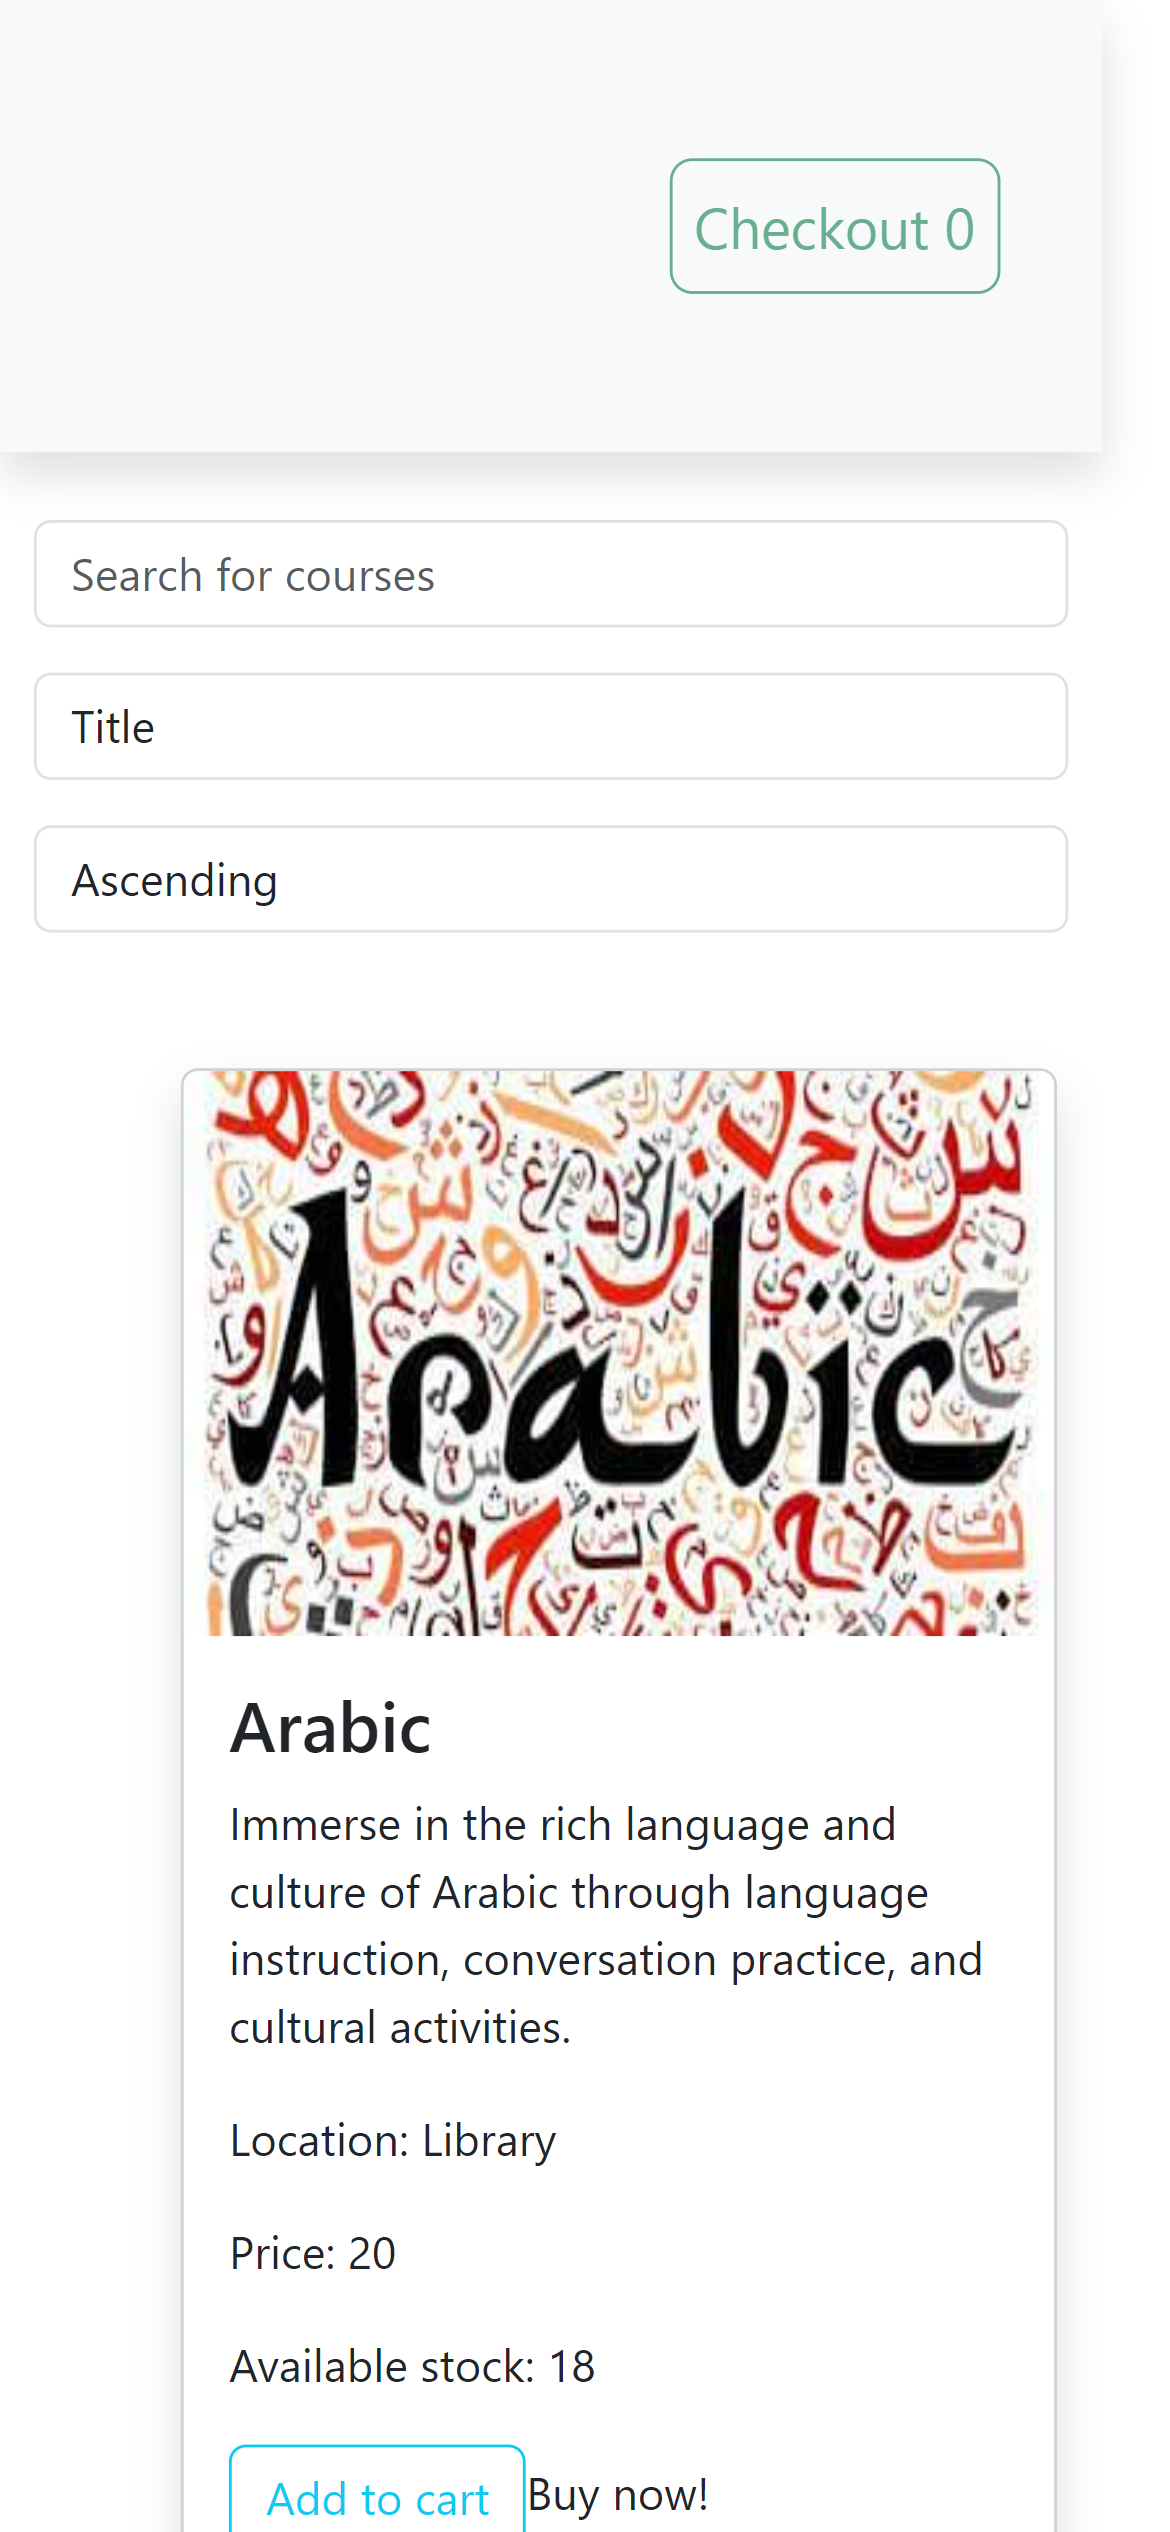 Checkout 0
Search for courses
Title
Ascending
Arabic
Arabic
Immerse in the rich language and
culture of Arabic through language
instruction, conversation practice, and
cultural activities.
Location: Library
Price: 20
Available stock: 18
Add to cart Buy now!